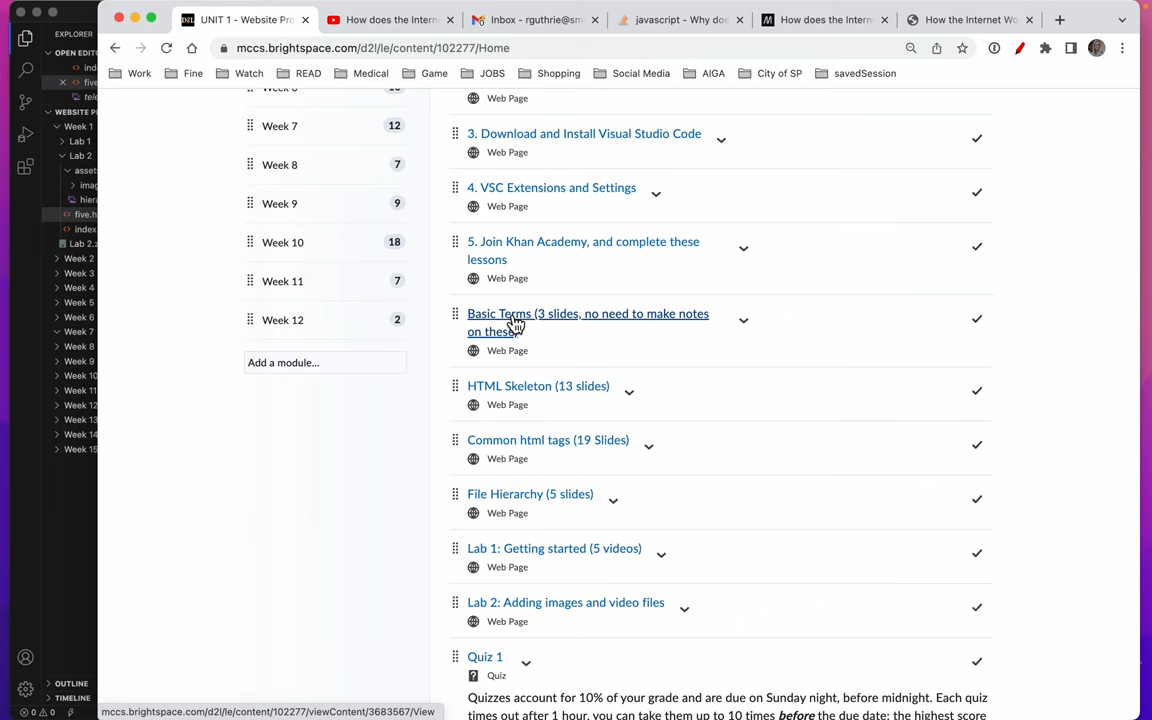 UNIT 1 - Website Pro
How does the Intern
Inbox - rguthrie@sm
javascript - Why doe
How does the Intern
How the Internet Wo
mccs.brightspace.com/d2l/le/content/102277/Home
Work
Fine
Watch
READ
Medical
Game
JOBS
Shopping
Social Media
AIGA
City of SP
savedSession
EXPLORER
OPEN EDIT
five
WEBSITE P
Week 1
Lab 1
Lab 2
asset
imag
hiera
five.h
index
Lab 2.z
Week 2
Week 3
Week 4
Week 5
Week 6
Week 7
Week 8
Week 9
Week 10
Week 11
Week 12
Week 13
Week 14
Week 15
OUTLINE
TIMELINE
0 0
Week 7 12
Week 8 7
Week 9 9
Week 10 18
Week 11 7
Week 12 2
Add a module...
Web Page
3. Download and Install Visual Studio Code
Web Page
4. VSC Extensions and Settings
Web Page
5. Join Khan Academy, and complete these
lessons
Web Page
Basic Terms (3 slides, no need to make notes
on these)
Web Page
HTML Skeleton (13 slides)
Web Page
Common html tags (19 Slides)
Web Page
File Hierarchy (5 slides)
Web Page
Lab 1: Getting started (5 videos)
Web Page
Lab 2: Adding images and video files
Web Page
Quiz 1
Quiz
Quizzes account for 10% of your grade and are due on Sunday night, before midnight. Each quiz
times out after 1 hour, you can take them up to 10 times before the due date; the highest score
mccs.brightspace.com/d2l/le/content/102277/viewContent/3683567/View